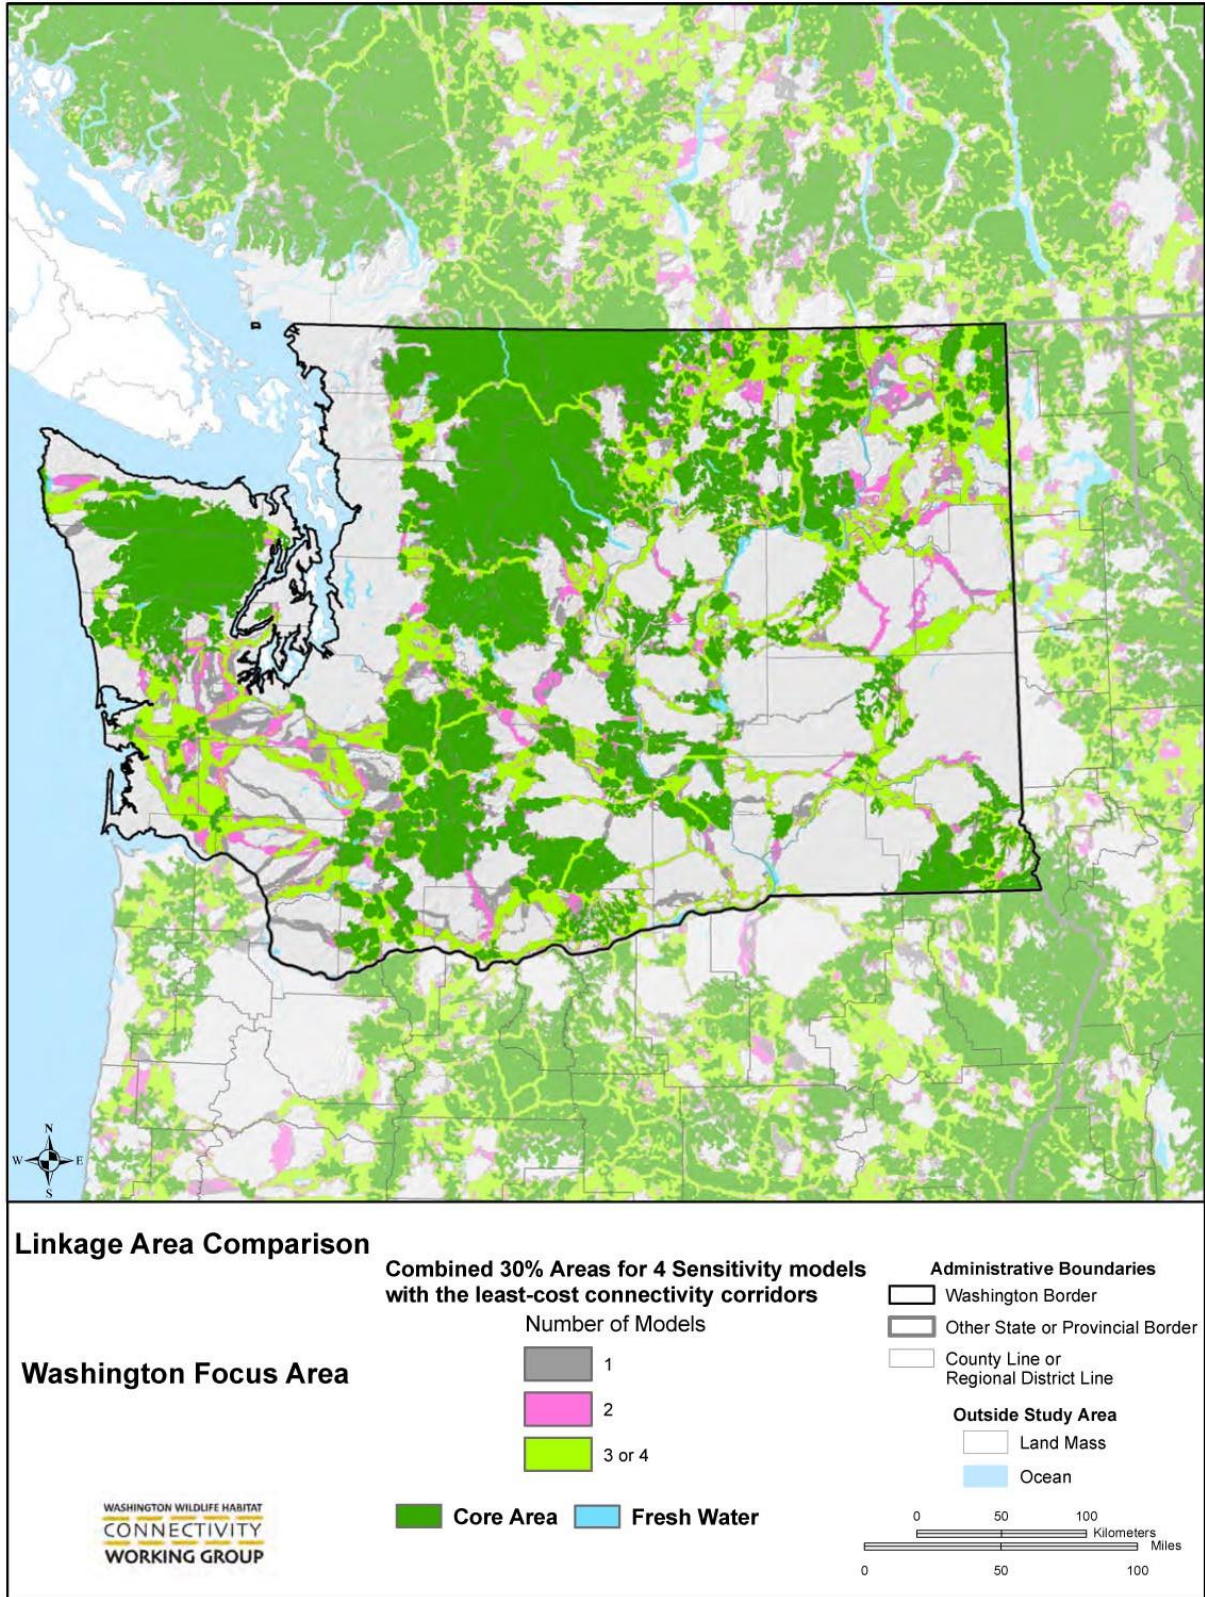 N
W E
S
Linkage Area Comparison
Washington Focus Area
WASHINGTON WILDLIFE HABITAT
CONNECTIVITY
WORKING GROUP
Combined 30% Areas for 4 Sensitivity models
with the least-cost connectivity corridors
Number of Models
1
2
3 or 4
Core Area
Fresh Water
Administrative Boundaries
Washington Border
Other State or Provincial Border
County Line or
Regional District Line
Outside Study Area
Land Mass
Ocean
0 50 100
Kilometers
Miles
0 50 100